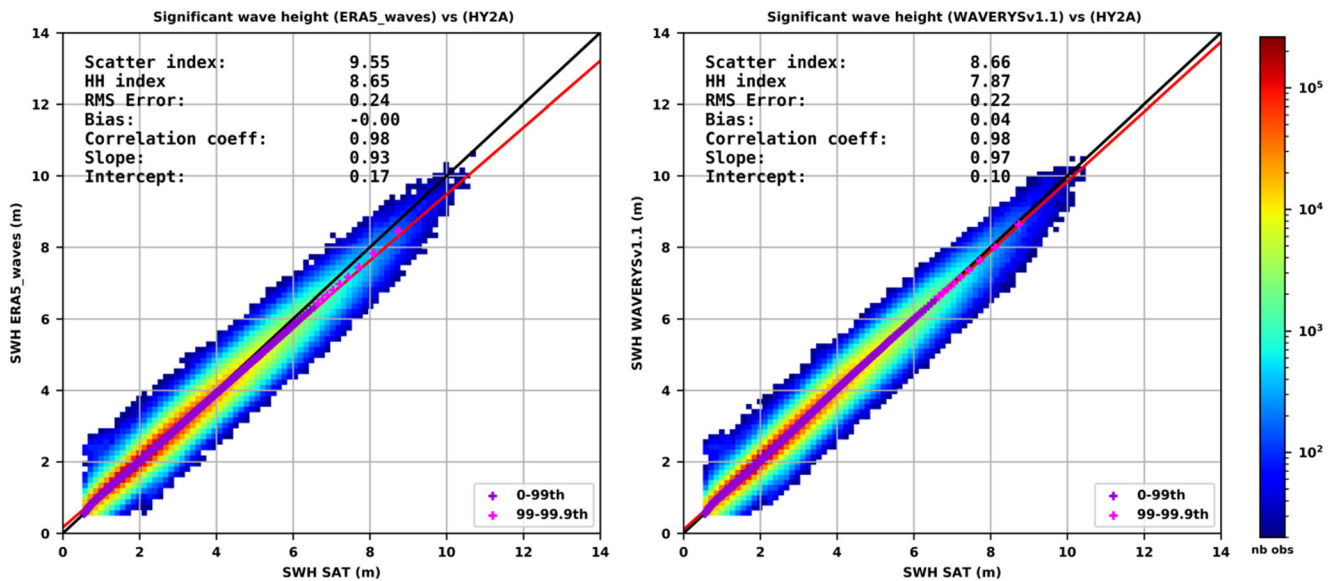 Significant wave height (ERA5_waves) vs (HY2A)
Scatter index: 9.55
HH index 8.65
RMS Error: 0.24
Bias: -0.00
Correlation coeff: 0.98
Slope: 0.93
Intercept: 0.17
SWH ERA5_waves (m)
14
12
10
8
6
4
2
0
0 2 4 6 8 10 12 14
SWH SAT (m)
0-99th
99-99.9th
Significant wave height (WAVERYSv1.1) vs (HY2A)
Scatter index: 8.66
HH index 7.87
RMS Error: 0.22
Bias: 0.04
Correlation coeff: 0.98
Slope: 0.97
Intercept: 0.10
SWH WAVERYSv1.1 (m)
14
12
10
8
6
4
2
0
0 2 4 6 8 10 12 14
SWH SAT (m)
0-99th
99-99.9th
10⁵
10⁴
10³
10²
nb obs